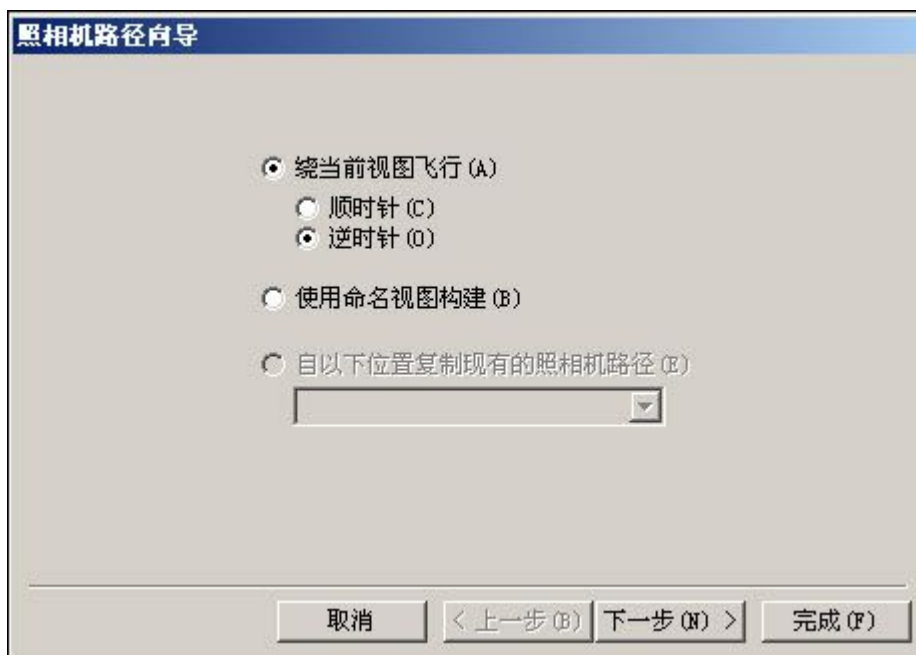 照相机路径向导
绕当前视图飞行(A)
顺时针(C)
逆时针(O)
使用命名视图构建(B)
自以下位置复制现有的照相机路径(E)
取消
< 上一步(B)
下一步(N) >
完成(F)